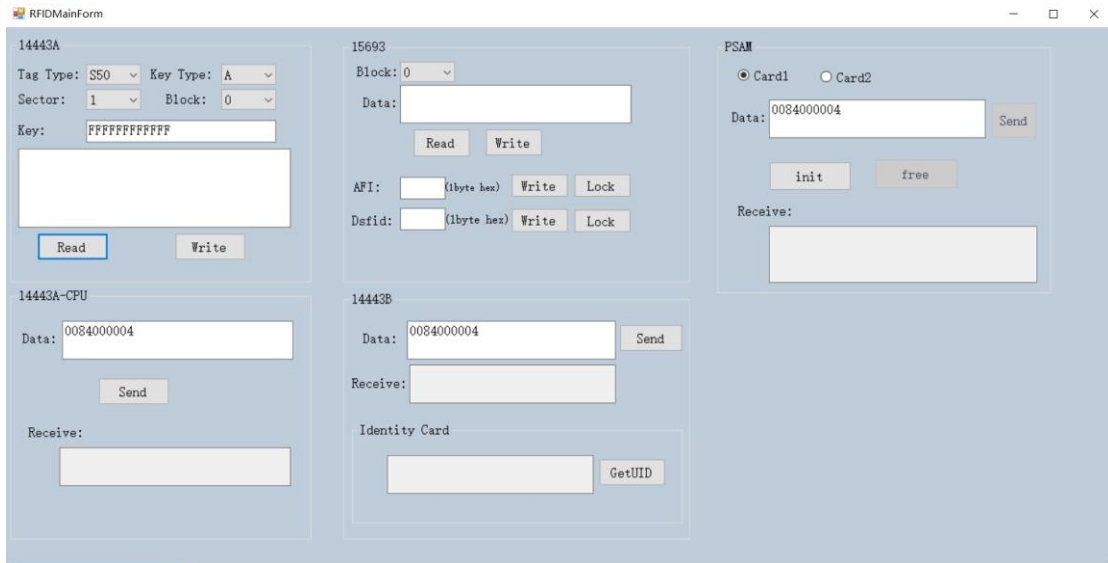 RFIDMainForm
14443A
Tag Type: S50 Key Type: A
Sector: 1 Block: 0
Key: FFFFFFFFFFFF
Read Write
14443A-CPU
Data: 0084000004
Send
Receive:
15693
Block: 0
Data:
Read Write
AFI: (1byte hex) Write Lock
Dsfid: (1byte hex) Write Lock
14443B
Data: 0084000004 Send
Receive:
Identity Card
GetUID
PSAM
Card1 Card2
Data: 0084000004 Send
init free
Receive: